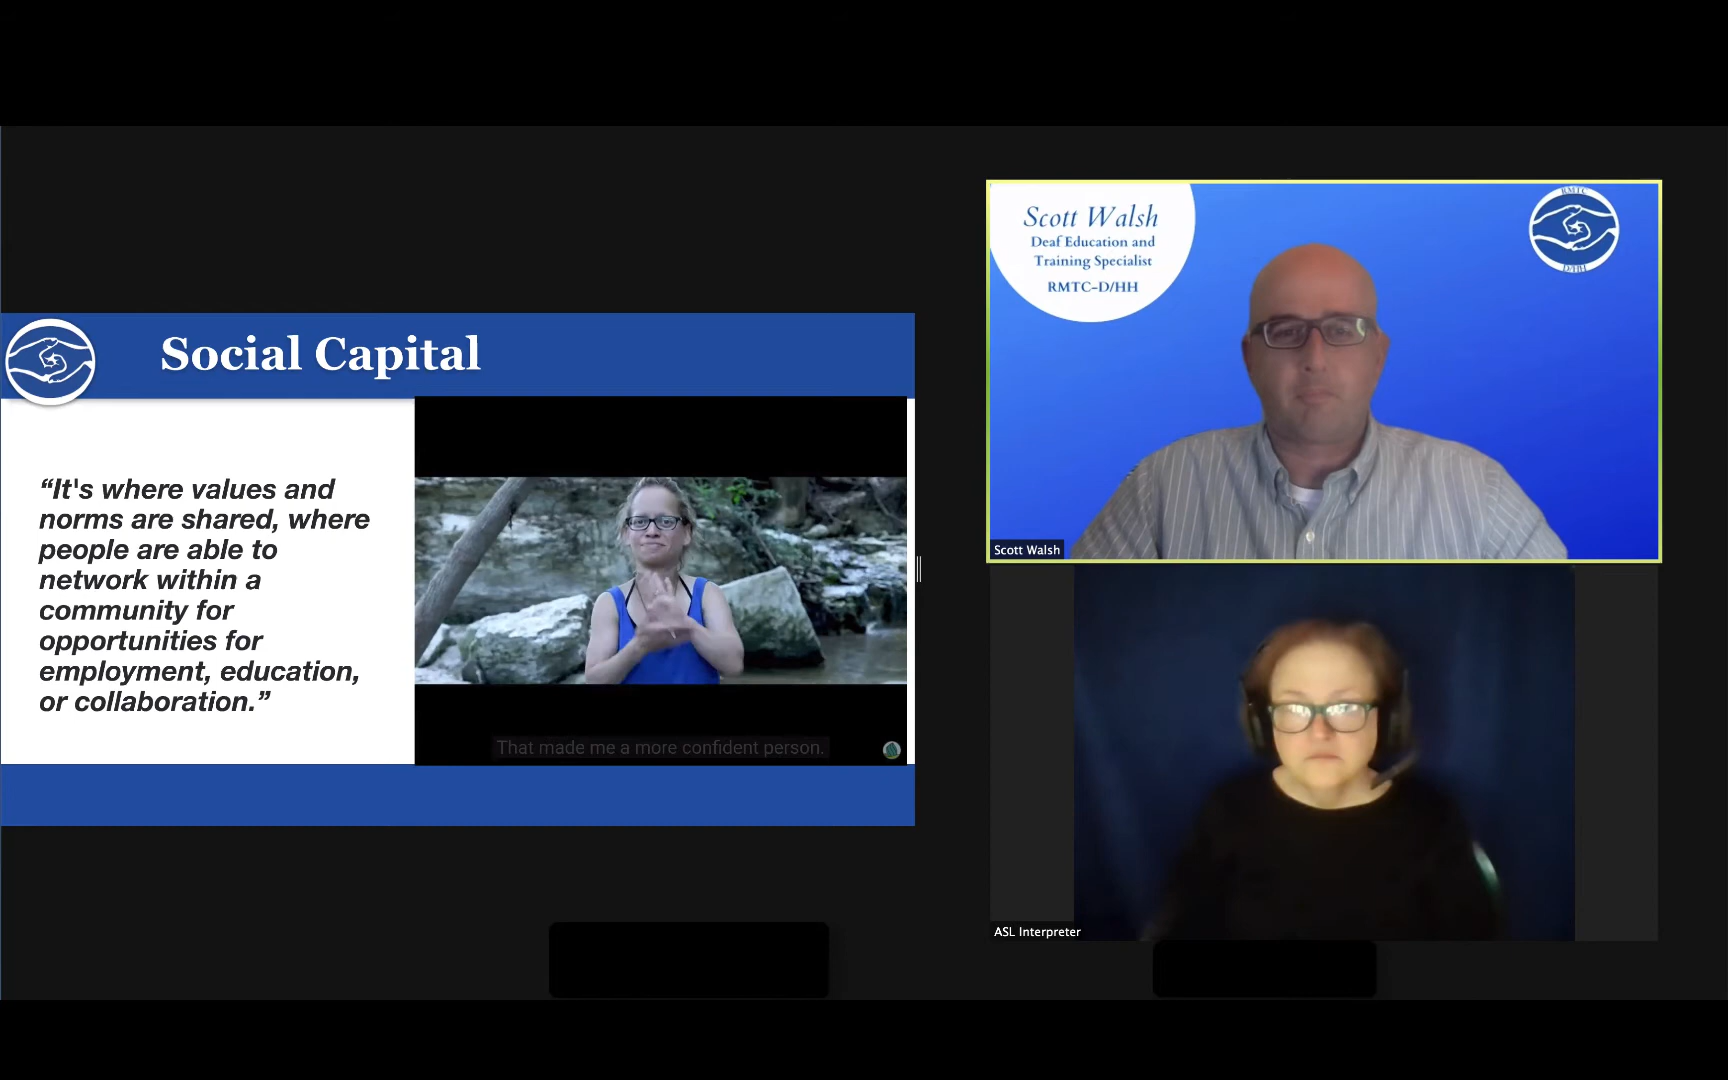 Social Capital
“It's where values and
norms are shared, where
people are able to
network within a
community for
opportunities for
employment, education,
or collaboration.”
That made me a more confident person.
Scott Walsh
Deaf Education and
Training Specialist
RMTC-D/HH
RMTC
D/HH
Scott Walsh
ASL Interpreter